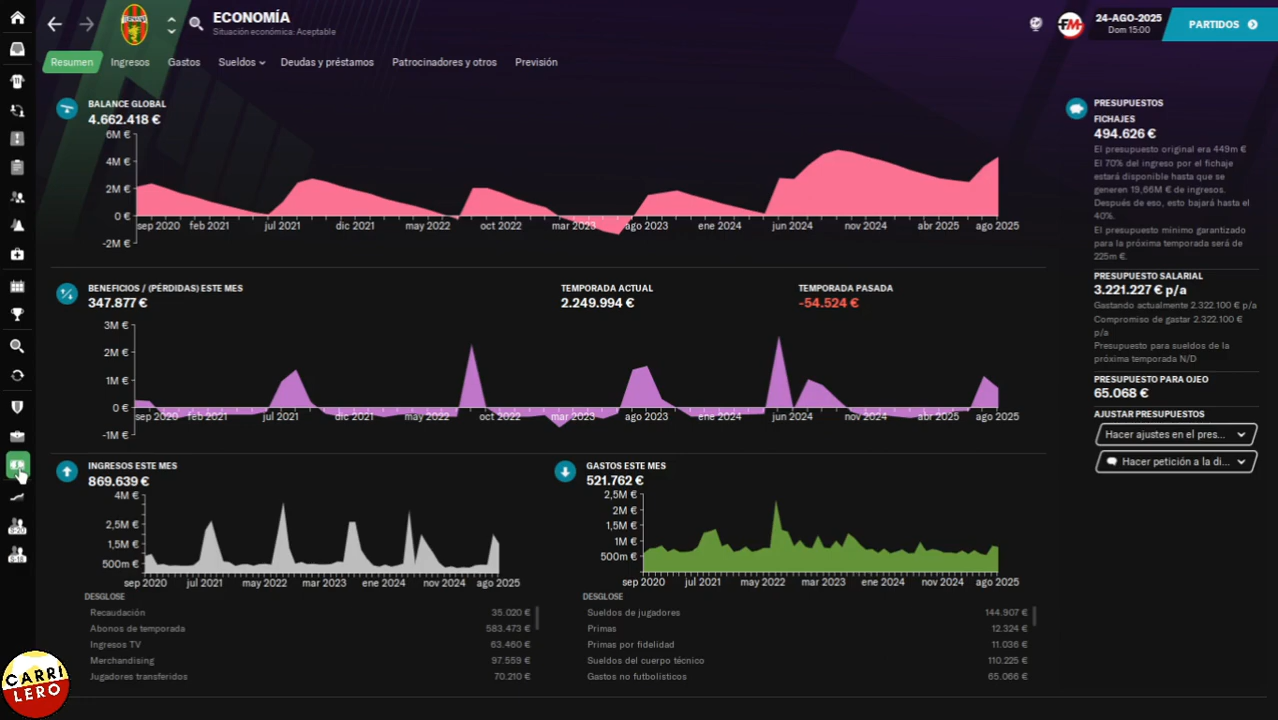 ECONOMÍA
Situación económica: Aceptable
24-AGO-2025
Dom 15:00
PARTIDOS
FM
Resumen
Ingresos
Gastos
Sueldos
Deudas y préstamos
Patrocinadores y otros
Previsión
BALANCE GLOBAL
4.662.418 €
6M €
4M €
2M €
0 €
-2M €
sep 2020 feb 2021 jul 2021 dic 2021 may 2022 oct 2022 mar 2023 ago 2023 ene 2024 jun 2024 nov 2024 abr 2025 ago 2025
BENEFICIOS / (PÉRDIDAS) ESTE MES
347.877 €
TEMPORADA ACTUAL
2.249.994 €
TEMPORADA PASADA
-54.524 €
3M €
2M €
1M €
0 €
-1M €
sep 2020 feb 2021 jul 2021 dic 2021 may 2022 oct 2022 mar 2023 ago 2023 ene 2024 jun 2024 nov 2024 abr 2025 ago 2025
INGRESOS ESTE MES
869.639 €
4M €
2,5M €
1,5M €
500m €
sep 2020 jul 2021 may 2022 mar 2023 ene 2024 nov 2024 ago 2025
DESGLOSE
Recaudación 35.020 €
Abonos de temporada 583.473 €
Ingresos TV 63.460 €
Merchandising 97.559 €
Jugadores transferidos 70.210 €
GASTOS ESTE MES
521.762 €
2,5M €
2M €
1,5M €
1M €
500m €
sep 2020 jul 2021 may 2022 mar 2023 ene 2024 nov 2024 ago 2025
DESGLOSE
Sueldos de jugadores 144.907 €
Primas 12.324 €
Primas por fidelidad 11.036 €
Sueldos del cuerpo técnico 110.225 €
Gastos no futbolísticos 65.066 €
PRESUPUESTOS
FICHAJES
494.626 €
El presupuesto original era 449m €
El 70% del ingreso por el fichaje
estará disponible hasta que se
generen 19,66M € de ingresos.
Después de eso, esto bajará hasta el
40%.
El presupuesto mínimo garantizado
para la próxima temporada será de
225m €.
PRESUPUESTO SALARIAL
3.221.227 € p/a
Gastando actualmente 2.322.100 € p/a
Compromiso de gastar 2.322.100 €
p/a
Presupuesto para sueldos de la
próxima temporada N/D
PRESUPUESTO PARA OJEO
65.068 €
AJUSTAR PRESUPUESTOS
Hacer ajustes en el pres...
Hacer petición a la di...
CARRI
LERO